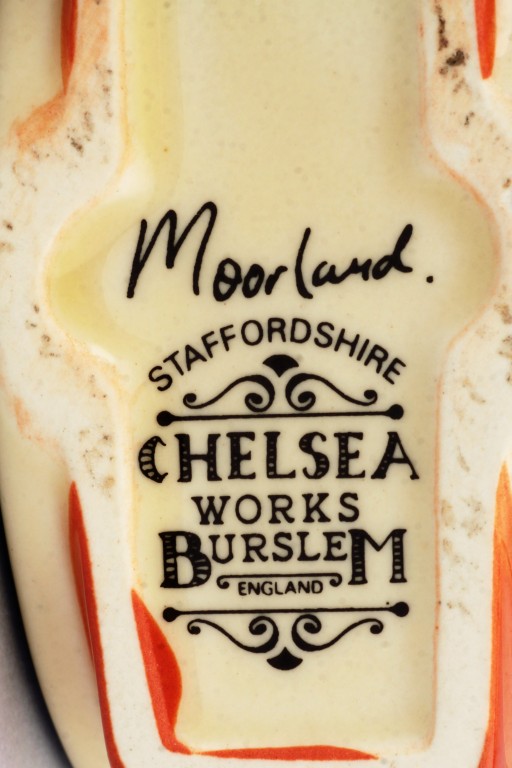 Moorland.
STAFFORDSHIRE
CHELSEA
WORKS
BURSLEM
ENGLAND